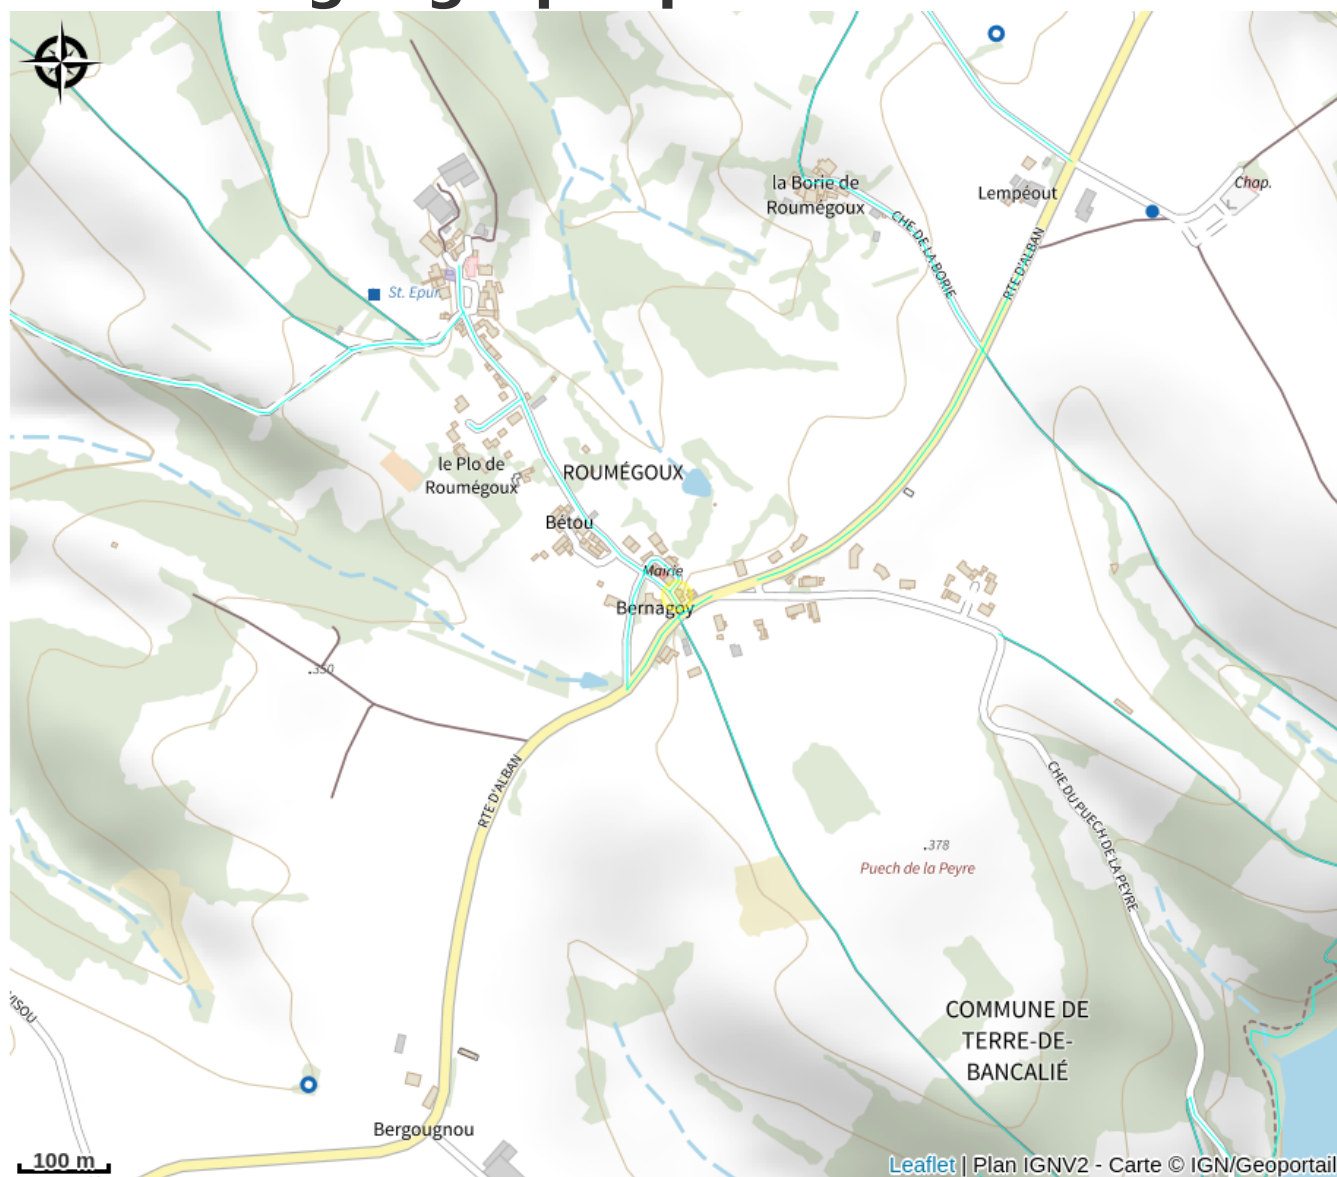 la Borie de
Roumégoux
Lempéout
Chap.
CHE DE LA BORIE
RTE D'ALBAN
St. Epur.
le Plo de
Roumégoux
ROUMÉGOUX
Bétou
Mairie
Bernagoy
.350
RTE D'ALBAN
CHE DU PUECH DE LA PEYRE
.378
Puech de la Peyre
COMMUNE DE
TERRE-DE-
BANCALIÉ
Bergougnou
100 m
Leaflet | Plan IGNV2 - Carte © IGN/Geoportail